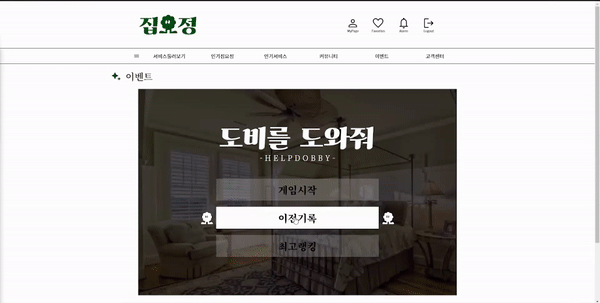 집요정
MyPage
Favorites
Alarm
Logout
서비스둘러보기
인기집요정
인기서비스
커뮤니티
이벤트
고객센터
이벤트
도비를 도와줘
-HELPDOBBY-
게임시작
이전기록
최고랭킹